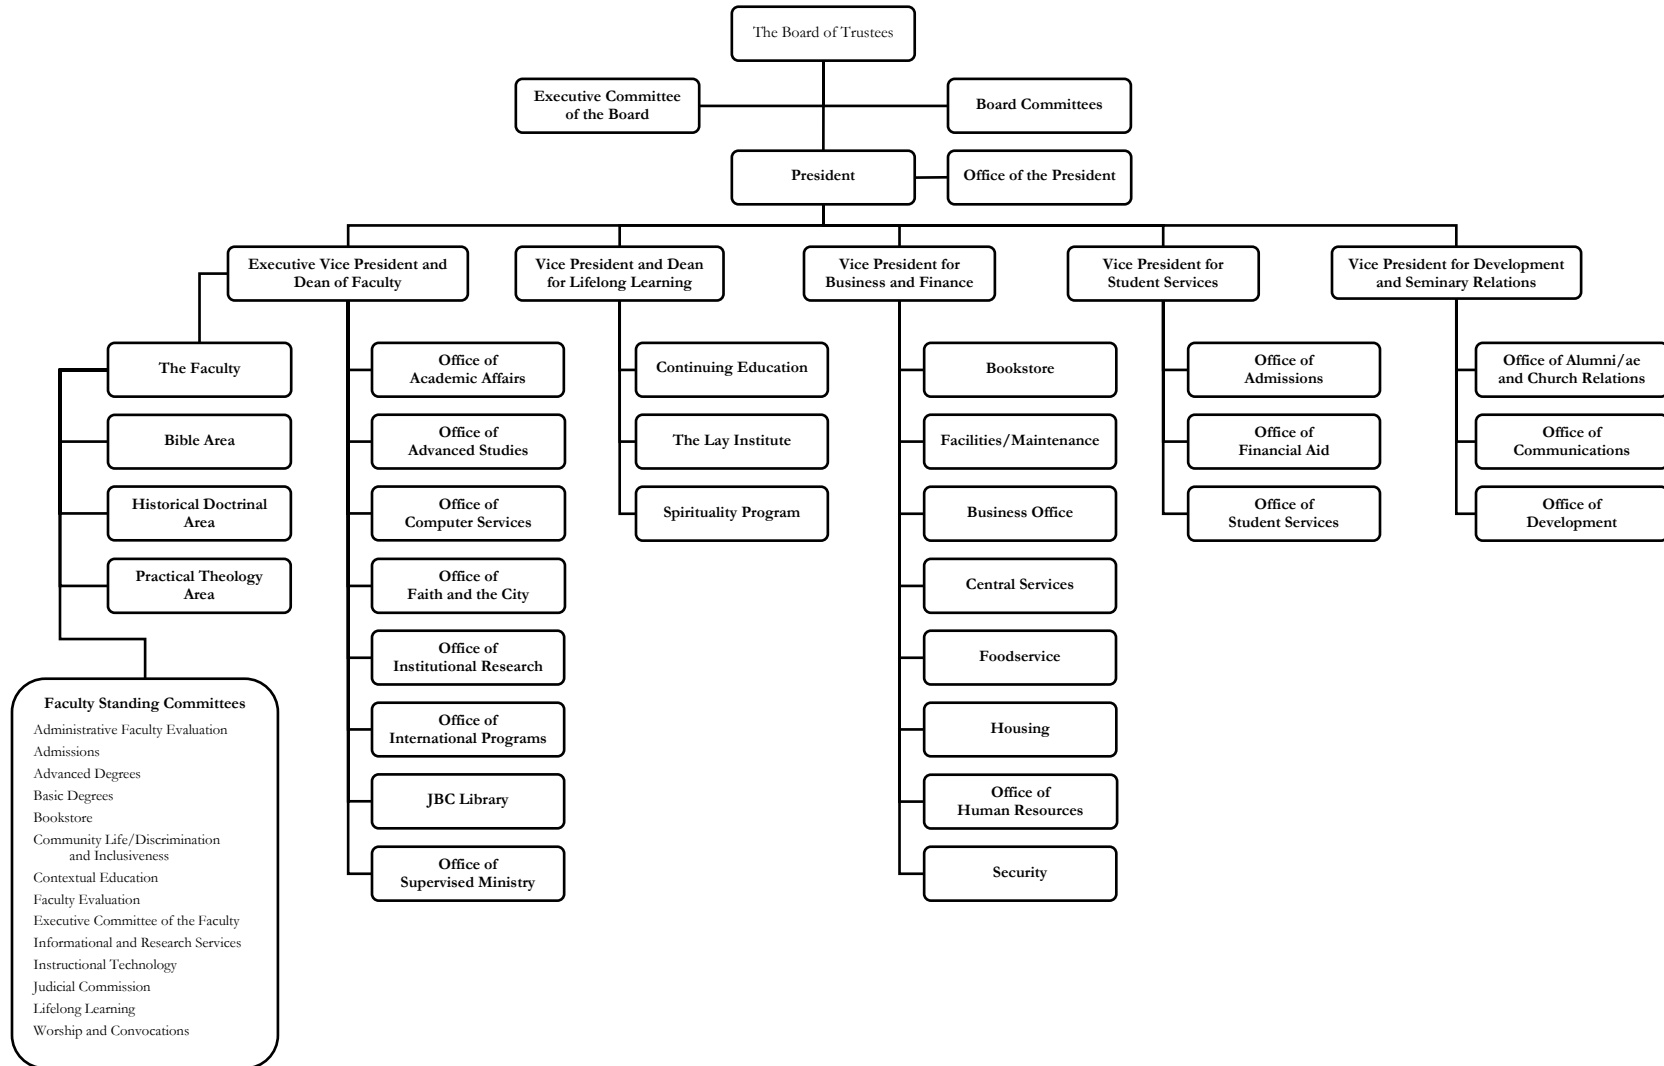 The Board of Trustees
Executive Committee
of the Board
Board Committees
President
Office of the President
Executive Vice President and
Dean of Faculty
Vice President and Dean
for Lifelong Learning
Vice President for
Business and Finance
Vice President for
Student Services
Vice President for Development
and Seminary Relations
The Faculty
Bible Area
Historical Doctrinal
Area
Practical Theology
Area
Faculty Standing Committees
Administrative Faculty Evaluation
Admissions
Advanced Degrees
Basic Degrees
Bookstore
Community Life/Discrimination
and Inclusiveness
Contextual Education
Faculty Evaluation
Executive Committee of the Faculty
Informational and Research Services
Instructional Technology
Judicial Commission
Lifelong Learning
Worship and Convocations
Office of
Academic Affairs
Office of
Advanced Studies
Office of
Computer Services
Office of
Faith and the City
Office of
Institutional Research
Office of
International Programs
JBC Library
Office of
Supervised Ministry
Continuing Education
The Lay Institute
Spirituality Program
Bookstore
Facilities/Maintenance
Business Office
Central Services
Foodservice
Housing
Office of
Human Resources
Security
Office of
Admissions
Office of
Financial Aid
Office of
Student Services
Office of Alumni/ae
and Church Relations
Office of
Communications
Office of
Development